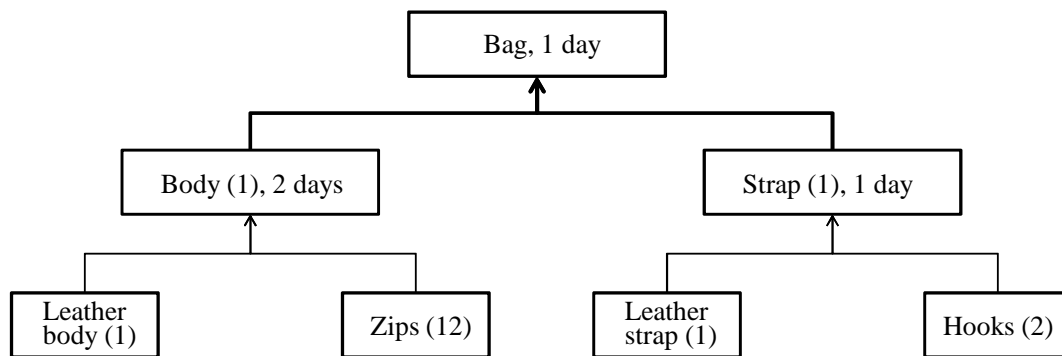 Bag, 1 day
Body (1), 2 days
Strap (1), 1 day
Leather
body (1)
Zips (12)
Leather
strap (1)
Hooks (2)